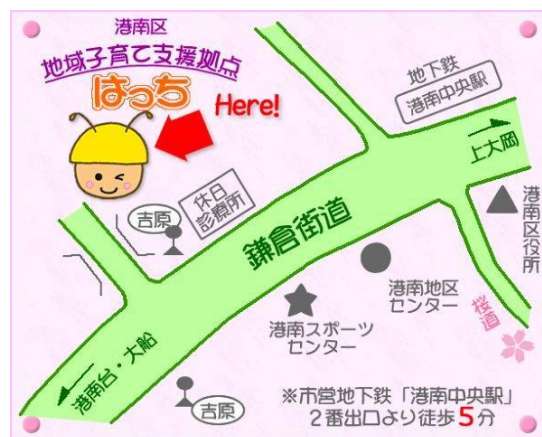 港南区
地域子育て支援拠点
はっち
Here!
地下鉄
港南中央駅
上大岡
休日
診療所
吉原
鎌倉街道
港南区役所
港南地区
センター
桜道
港南スポーツ
センター
港南台・大船
吉原
※市営地下鉄「港南中央駅」
2番出口より徒歩5分